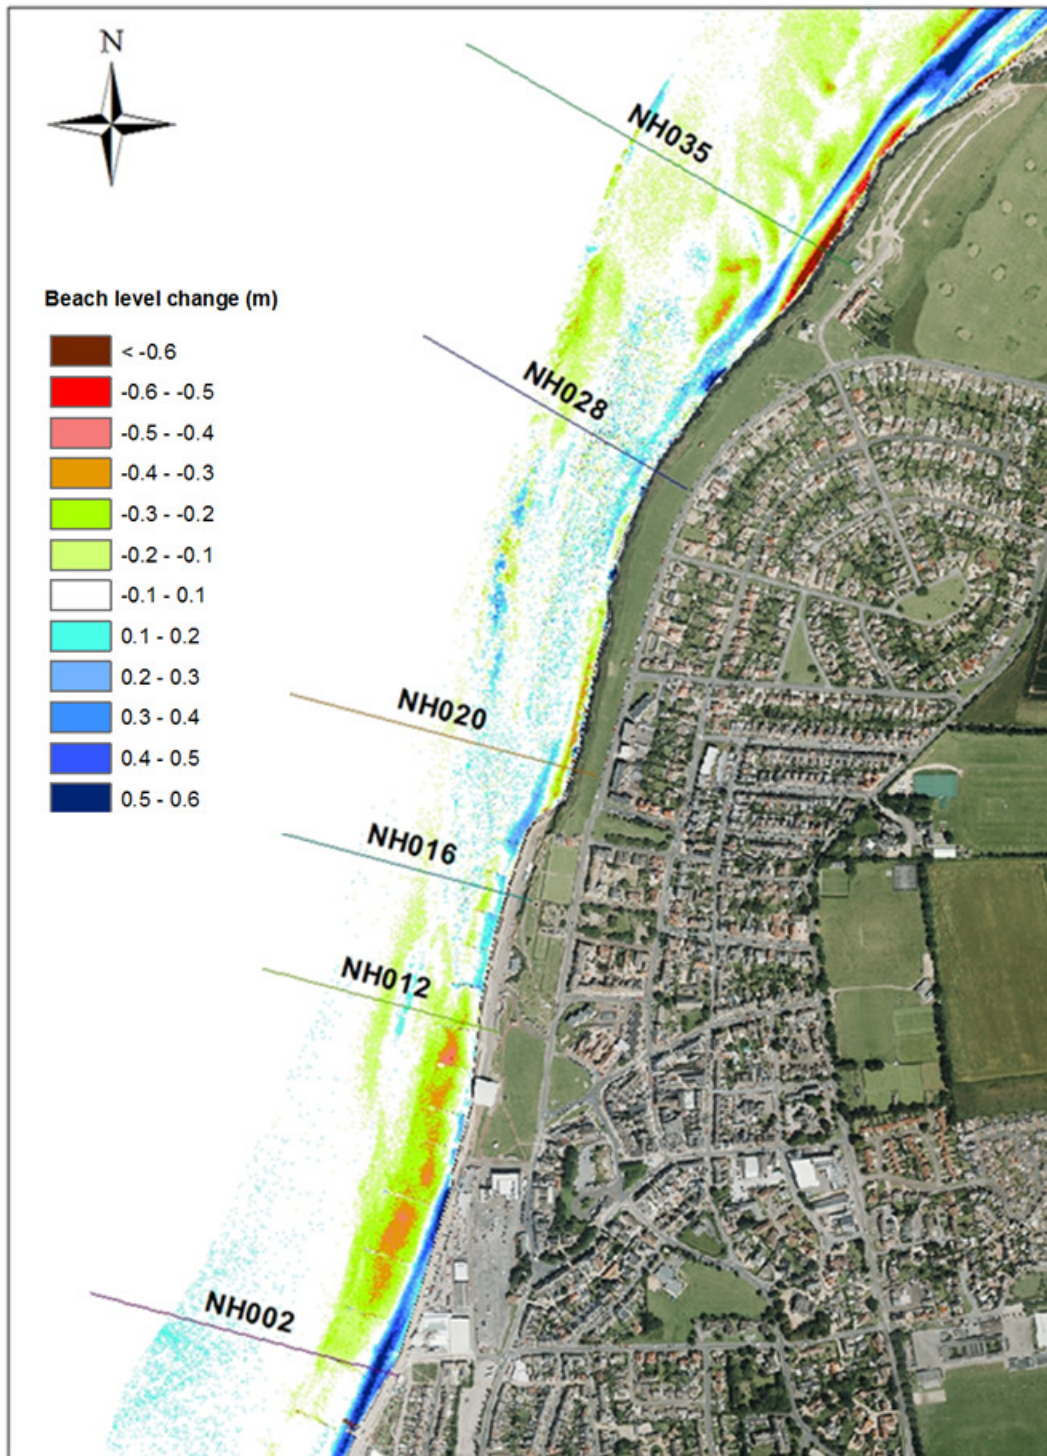 N
NH035
Beach level change (m)
< -0.6
-0.6 - -0.5
-0.5 - -0.4
-0.4 - -0.3
-0.3 - -0.2
-0.2 - -0.1
-0.1 - 0.1
0.1 - 0.2
0.2 - 0.3
0.3 - 0.4
0.4 - 0.5
0.5 - 0.6
NH028
NH020
NH016
NH012
NH002